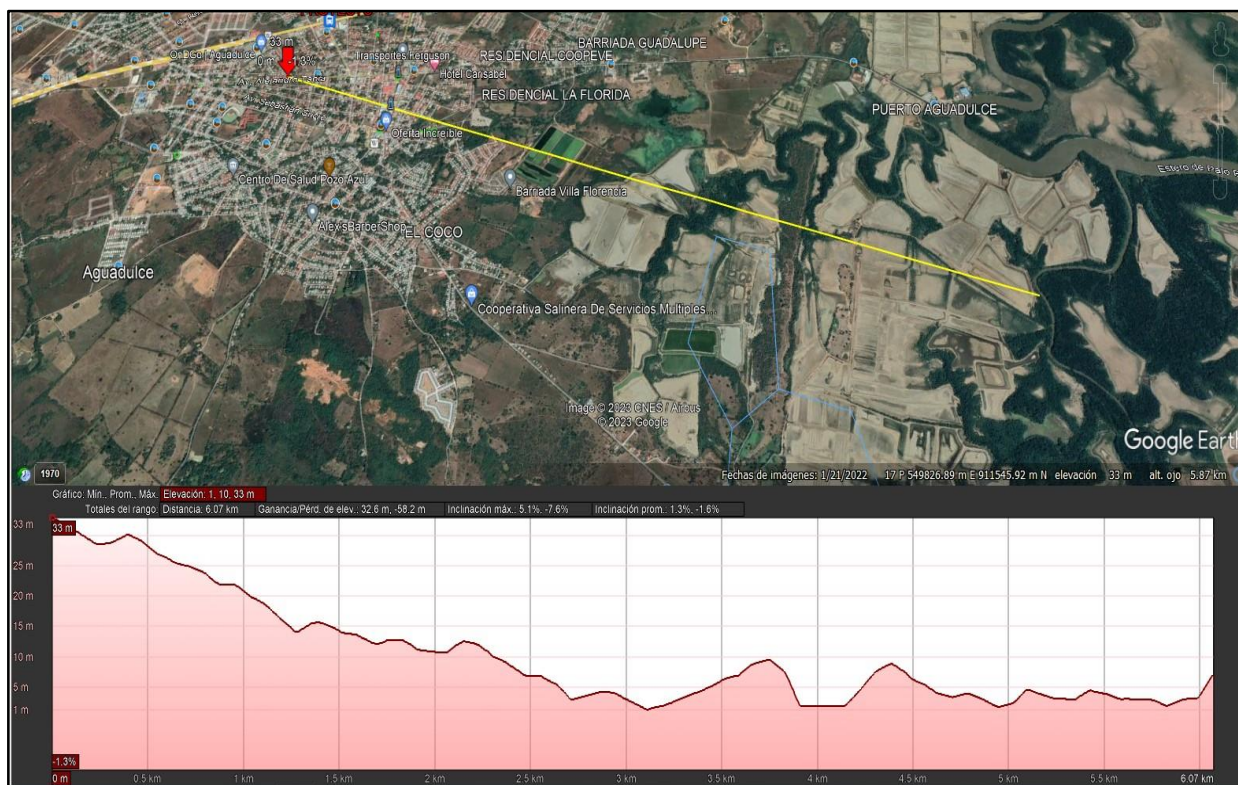 33 m
0 m
-1.3%
Transportes Ferguson
Hotel Carisabel
BARRIADA GUADALUPE
RESIDENCIAL COOPEVE
RESIDENCIAL LA FLORIDA
PUERTO AGUADULCE
Oferta Increible
Centro De Salud Pozo Azul
Barriada Villa Florencia
Alex'sBarberShop
EL COCO
Aguadulce
Cooperativa Salinera De Servicios Multiples...
Image © 2023 CNES / Airbus
© 2023 Google
Google Earth
1970
Fechas de imágenes: 1/21/2022 17 P 549826.89 m E 911545.92 m N elevación 33 m alt. ojo 5.87 km
Gráfico: Mín., Prom., Máx. Elevación: 1, 10, 33 m
Totales del rango: Distancia: 6.07 km Ganancia/Pérd. de elev.: 32.6 m, -58.2 m Inclinación máx.: 5.1%, -7.6% Inclinación prom.: 1.3%, -1.6%
33 m
33 m
25 m
20 m
15 m
10 m
5 m
1 m
-1.3%
0 m 0.5 km 1 km 1.5 km 2 km 2.5 km 3 km 3.5 km 4 km 4.5 km 5 km 5.5 km 6.07 km